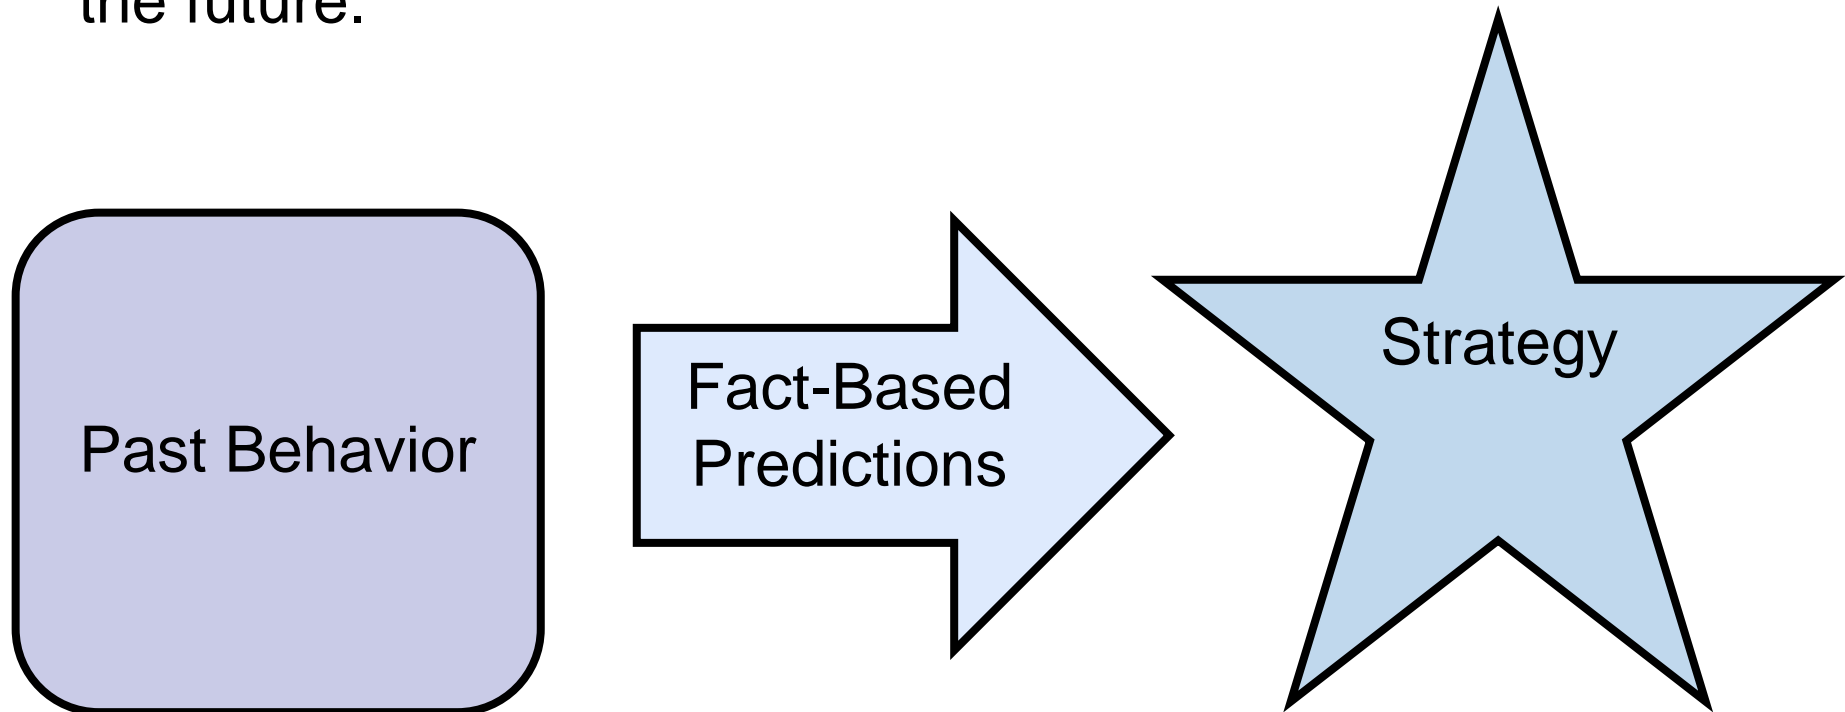 the future.
Strategy
Fact-Based
Predictions
Past Behavior